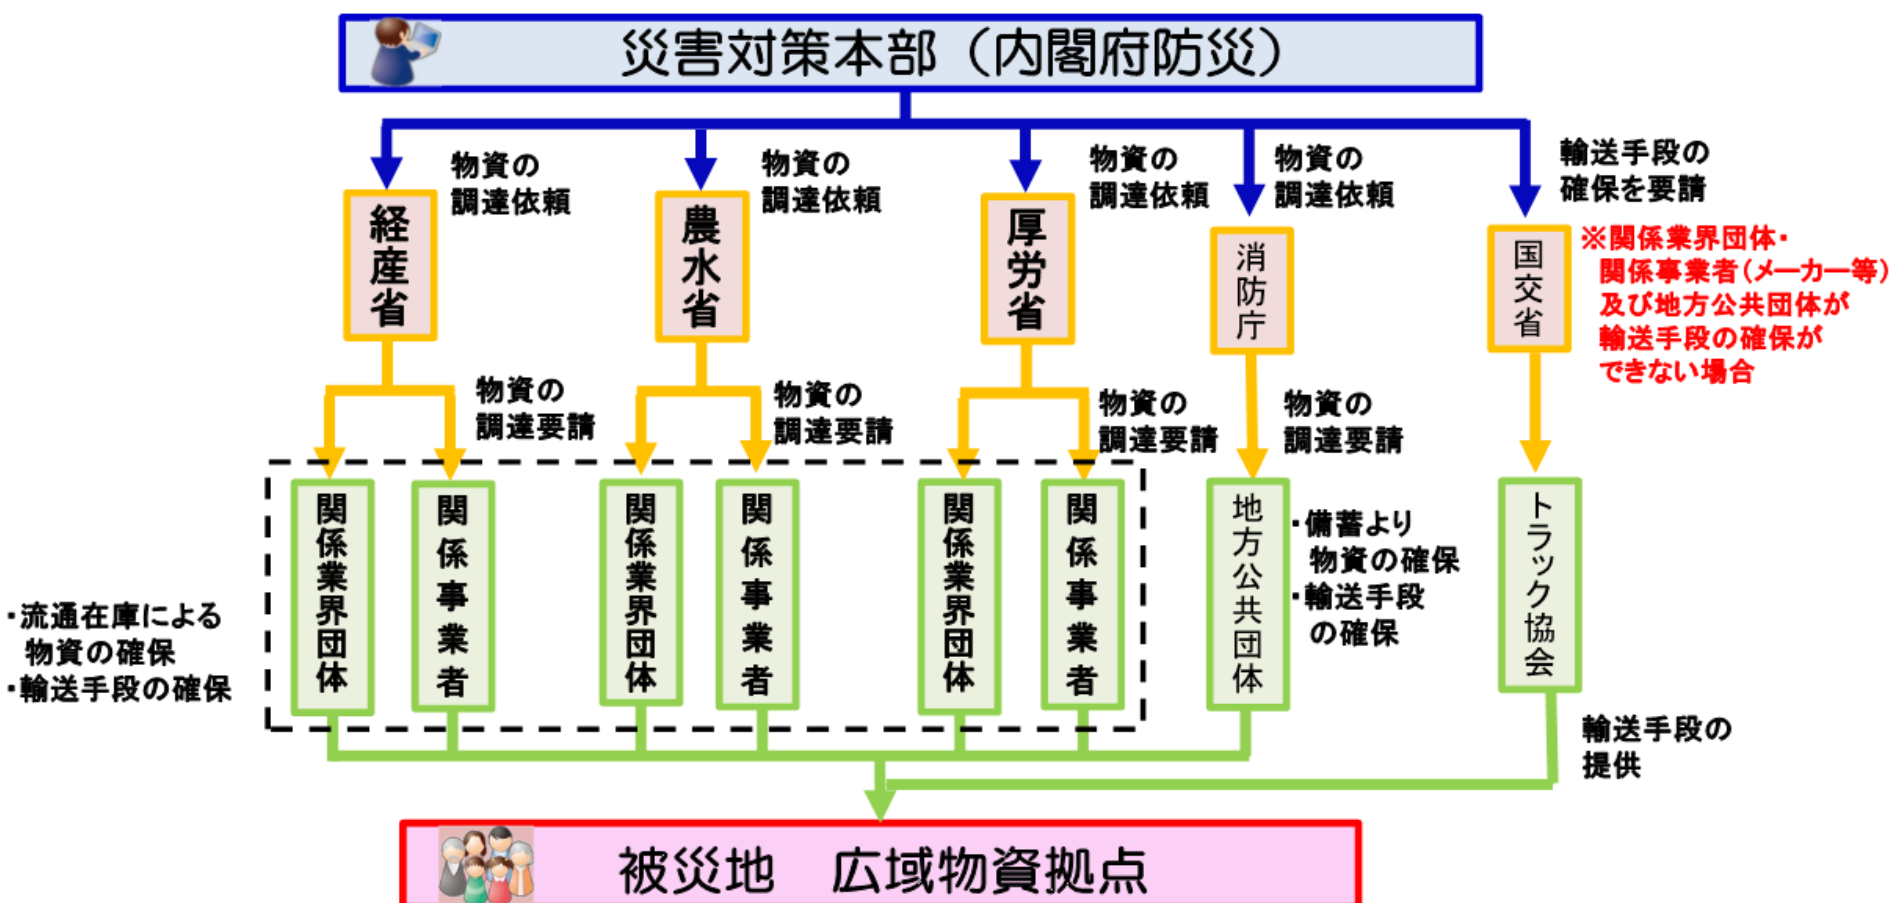 災害対策本部（内閣府防災）
物資の
調達依頼
物資の
調達依頼
物資の
調達依頼
物資の
調達依頼
輸送手段の
確保を要請
経産省
農水省
厚労省
消防庁
国交省
※関係業界団体・
関係事業者（メーカー等）
及び地方公共団体が
輸送手段の確保が
できない場合
物資の
調達要請
物資の
調達要請
物資の
調達要請
物資の
調達要請
・流通在庫による
物資の確保
・輸送手段の確保
関係業界団体
関係事業者
関係業界団体
関係事業者
関係業界団体
関係事業者
地方公共団体
・備蓄より
物資の確保
・輸送手段
の確保
トラック協会
輸送手段の
提供
被災地　広域物資拠点